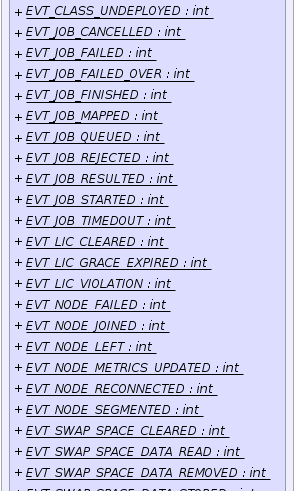 + EVT_CLASS_UNDEPLOYED : int
+ EVT_JOB_CANCELLED : int
+ EVT_JOB_FAILED : int
+ EVT_JOB_FAILED_OVER : int
+ EVT_JOB_FINISHED : int
+ EVT_JOB_MAPPED : int
+ EVT_JOB_QUEUED : int
+ EVT_JOB_REJECTED : int
+ EVT_JOB_RESULTED : int
+ EVT_JOB_STARTED : int
+ EVT_JOB_TIMEDOUT : int
+ EVT_LIC_CLEARED : int
+ EVT_LIC_GRACE_EXPIRED : int
+ EVT_LIC_VIOLATION : int
+ EVT_NODE_FAILED : int
+ EVT_NODE_JOINED : int
+ EVT_NODE_LEFT : int
+ EVT_NODE_METRICS_UPDATED : int
+ EVT_NODE_RECONNECTED : int
+ EVT_NODE_SEGMENTED : int
+ EVT_SWAP_SPACE_CLEARED : int
+ EVT_SWAP_SPACE_DATA_READ : int
+ EVT_SWAP_SPACE_DATA_REMOVED : int